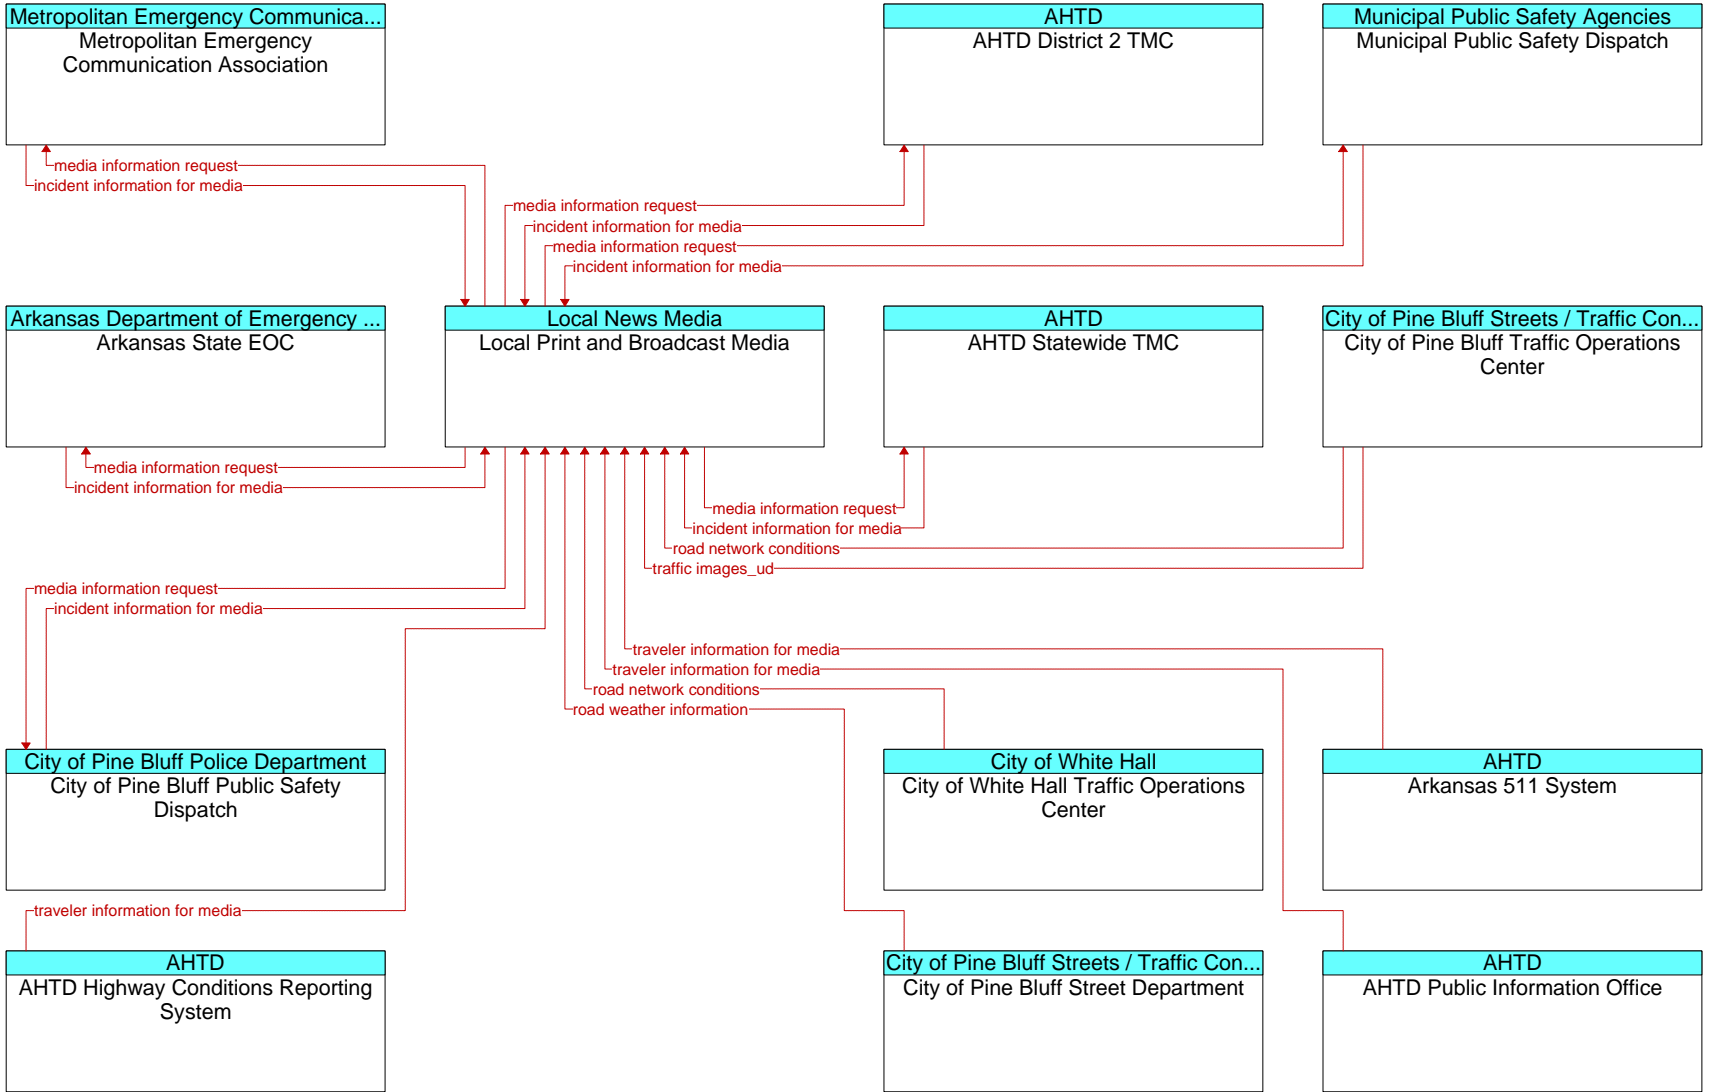 Metropolitan Emergency Communica...
Metropolitan Emergency
Communication Association
AHTD
AHTD District 2 TMC
Municipal Public Safety Agencies
Municipal Public Safety Dispatch
media information request
incident information for media
media information request
incident information for media
media information request
incident information for media
Arkansas Department of Emergency ...
Arkansas State EOC
Local News Media
Local Print and Broadcast Media
AHTD
AHTD Statewide TMC
City of Pine Bluff Streets / Traffic Con...
City of Pine Bluff Traffic Operations
Center
media information request
incident information for media
media information request
incident information for media
road network conditions
traffic images_ud
media information request
incident information for media
traveler information for media
traveler information for media
road network conditions
road weather information
City of Pine Bluff Police Department
City of Pine Bluff Public Safety
Dispatch
City of White Hall
City of White Hall Traffic Operations
Center
AHTD
Arkansas 511 System
traveler information for media
AHTD
AHTD Highway Conditions Reporting
System
City of Pine Bluff Streets / Traffic Con...
City of Pine Bluff Street Department
AHTD
AHTD Public Information Office